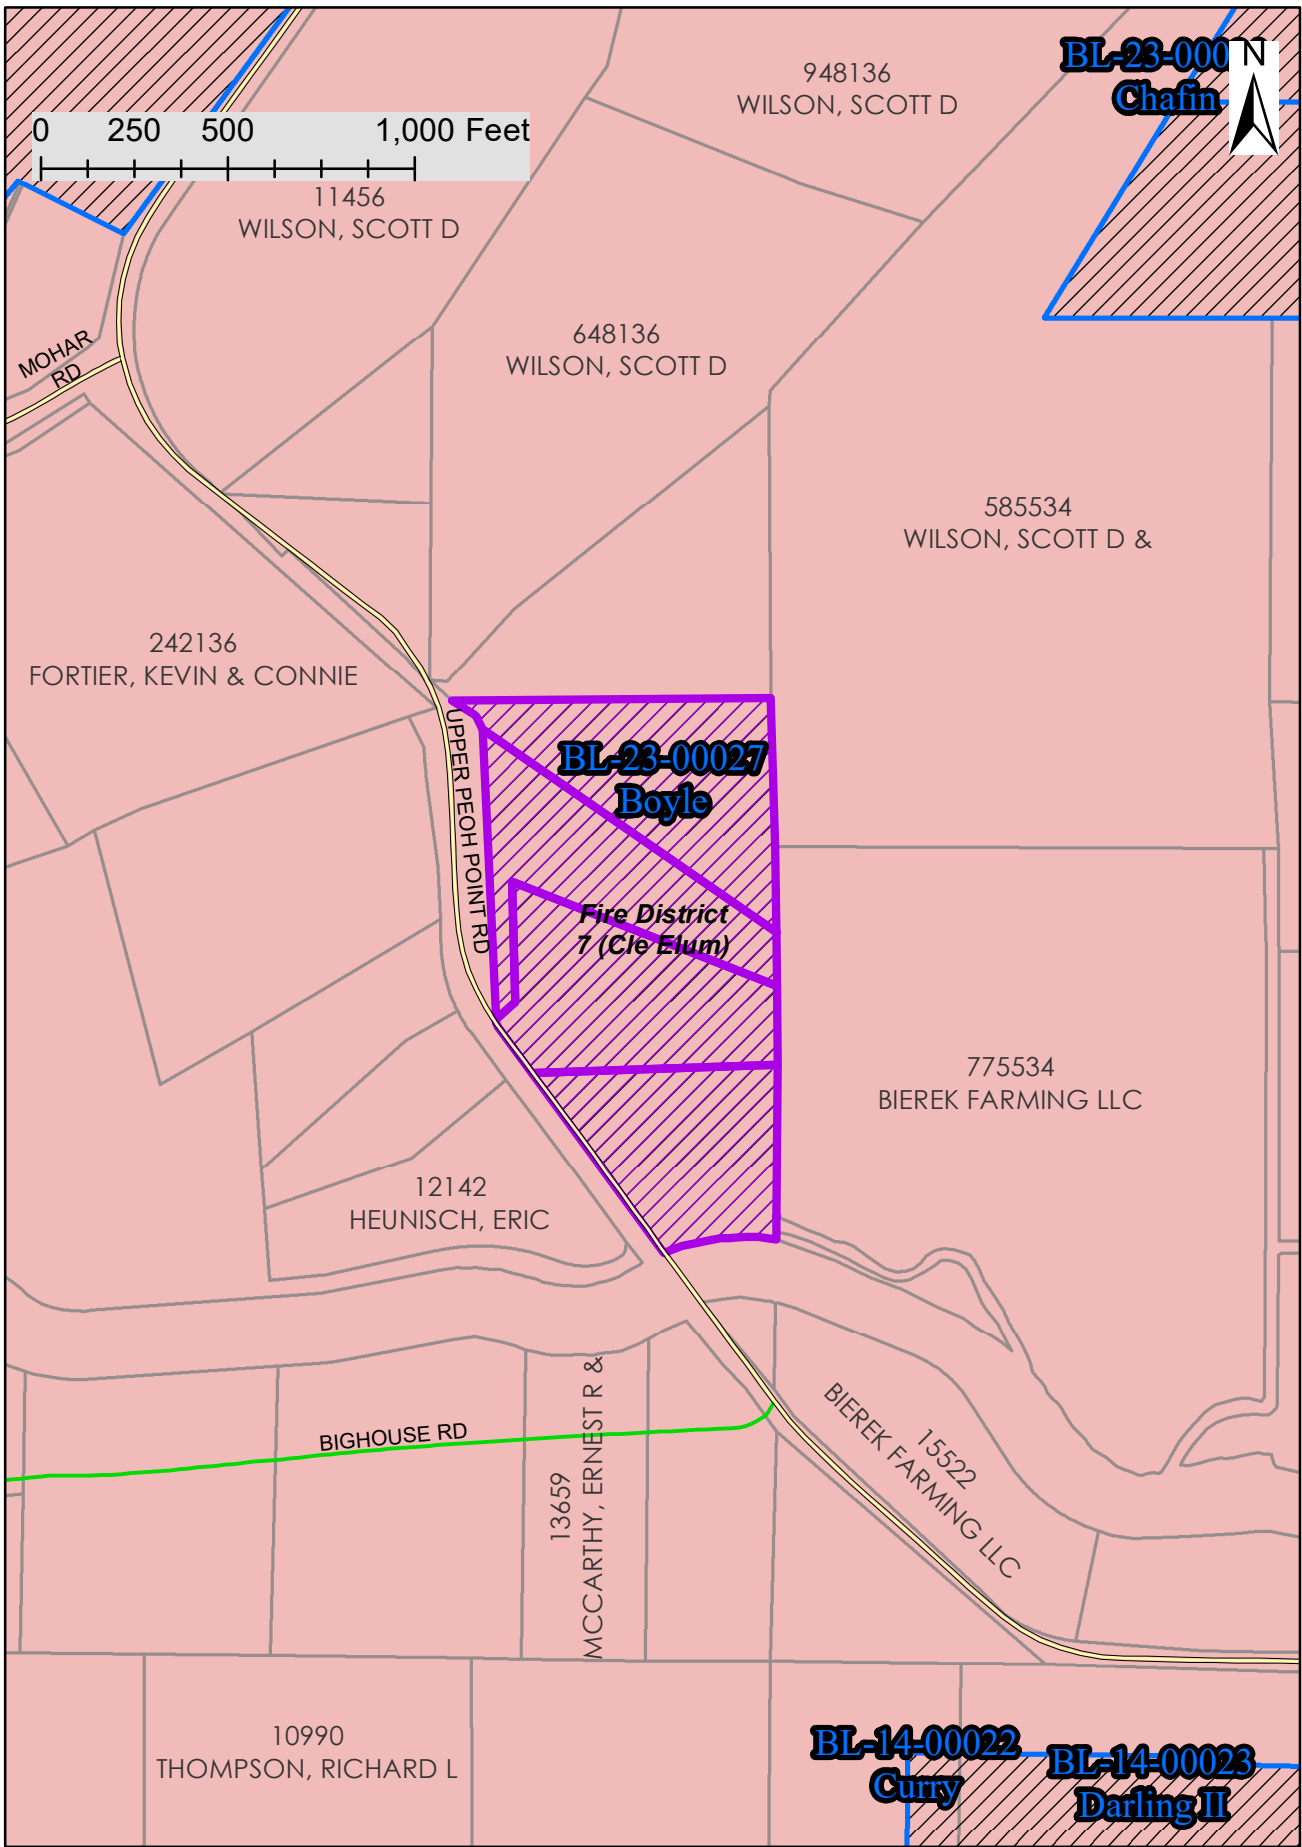 948136
WILSON, SCOTT D
BL-23-000
Chafin
N
0 250 500 1,000 Feet
11456
WILSON, SCOTT D
648136
WILSON, SCOTT D
MOHAR
RD
585534
WILSON, SCOTT D &
242136
FORTIER, KEVIN & CONNIE
UPPER PEOH POINT RD
BL-23-00027
Boyle
Fire District
7 (Cle Elum)
775534
BIEREK FARMING LLC
12142
HEUNISCH, ERIC
BIGHOUSE RD
13659
MCCARTHY, ERNEST R &
15522
BIEREK FARMING LLC
10990
THOMPSON, RICHARD L
BL-14-00022
Curry
BL-14-00023
Darling II